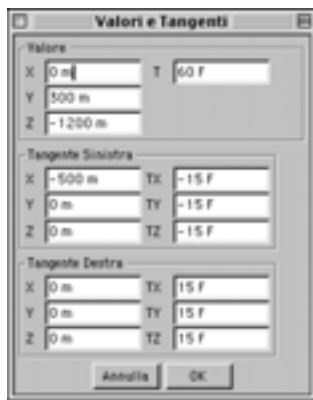 Valori e Tangenti
Valore
X 0 m T 60 F
Y 300 m
Z -1200 m
Tangente Sinistra
X -500 m TX -15 F
Y 0 m TY -15 F
Z 0 m TZ -15 F
Tangente Destra
X 0 m TX 15 F
Y 0 m TY 15 F
Z 0 m TZ 15 F
Annulla OK